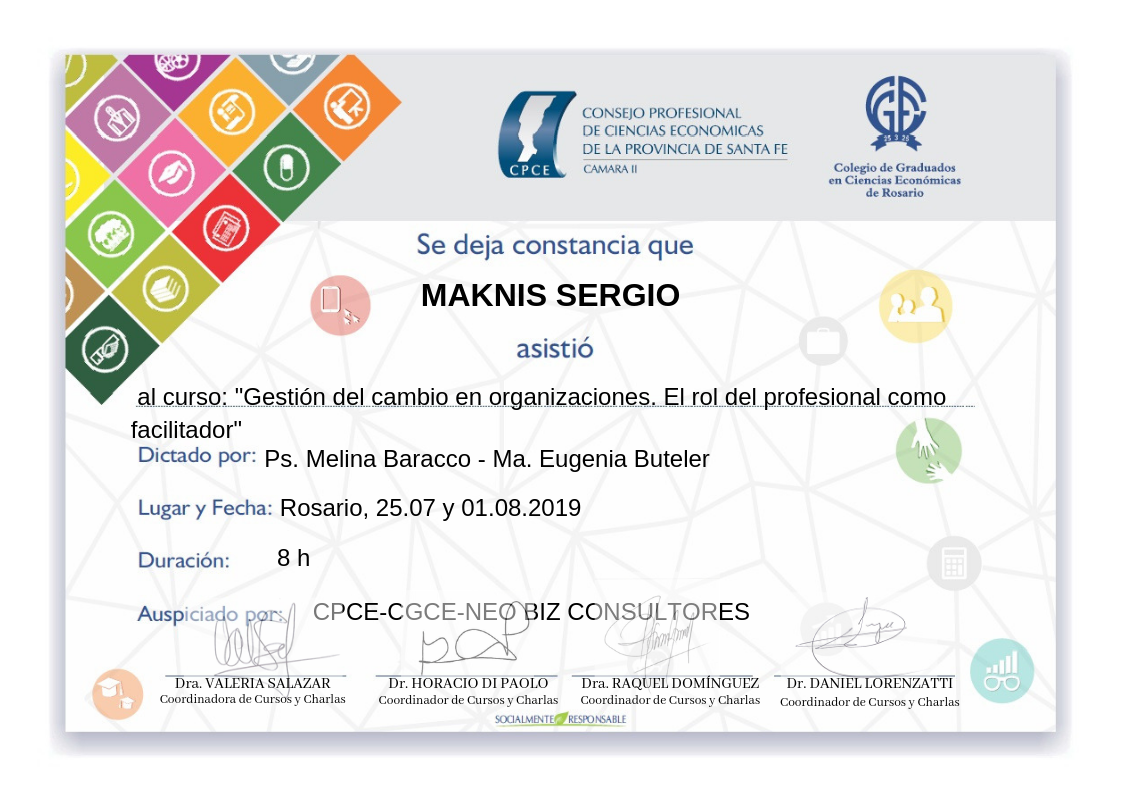 CONSEJO PROFESIONAL
DE CIENCIAS ECONOMICAS
DE LA PROVINCIA DE SANTA FE
CPCE
CAMARA II
GE
25 3 26
Colegio de Graduados
en Ciencias Económicas
de Rosario
Se deja constancia que
MAKNIS SERGIO
asistió
al curso: "Gestión del cambio en organizaciones. El rol del profesional como
facilitador"
Dictado por: Ps. Melina Baracco - Ma. Eugenia Buteler
Lugar y Fecha: Rosario, 25.07 y 01.08.2019
Duración: 8 h
Auspiciado por: CPCE-CGCE-NEO BIZ CONSULTORES
Dra. VALERIA SALAZAR Dr. HORACIO DI PAOLO Dra. RAQUEL DOMÍNGUEZ Dr. DANIEL LORENZATTI
Coordinadora de Cursos y Charlas Coordinador de Cursos y Charlas Coordinador de Cursos y Charlas Coordinador de Cursos y Charlas
SOCIALMENTE RESPONSABLE